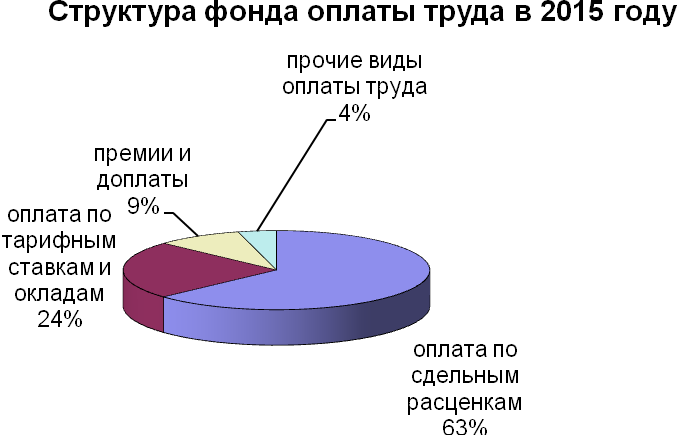 Структура фонда оплаты труда в 2015 году
прочие виды
оплаты труда
4%
премии и
доплаты
9%
оплата по
тарифным
ставкам и
окладам
24%
оплата по
сдельным
расценкам
63%